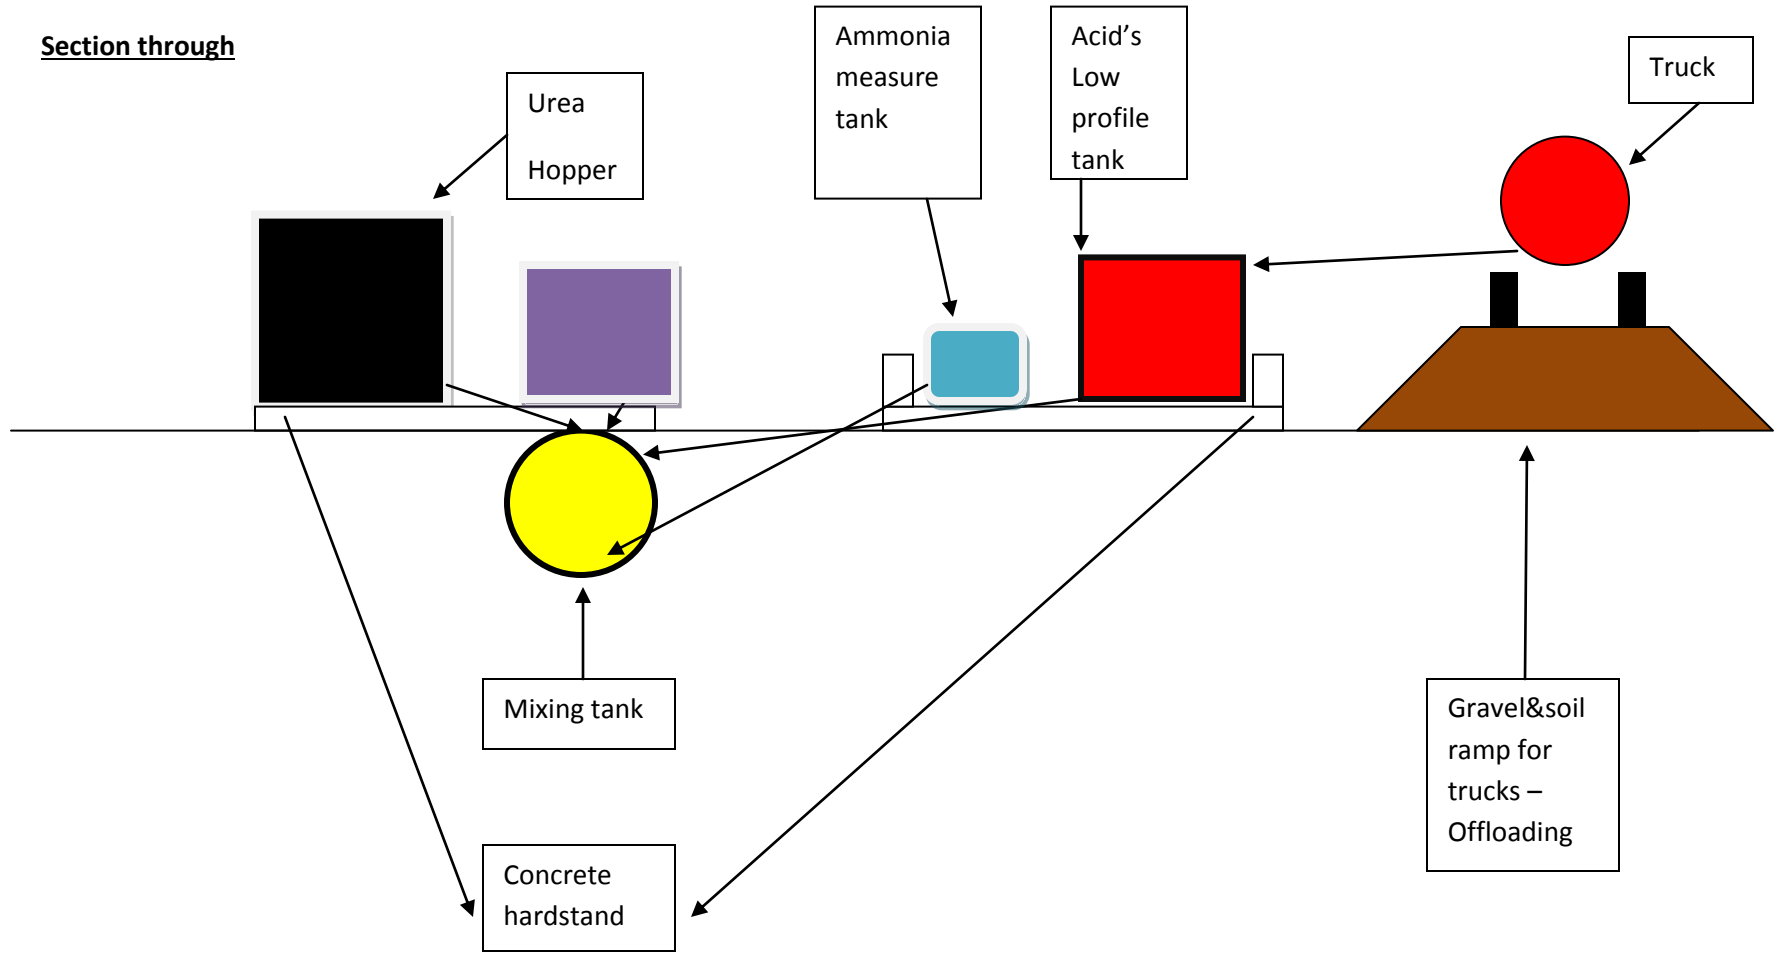 Section through
Urea
Hopper
Ammonia
measure
tank
Acid’s
Low
profile
tank
Truck
Mixing tank
Concrete
hardstand
Gravel&soil
ramp for
trucks –
Offloading